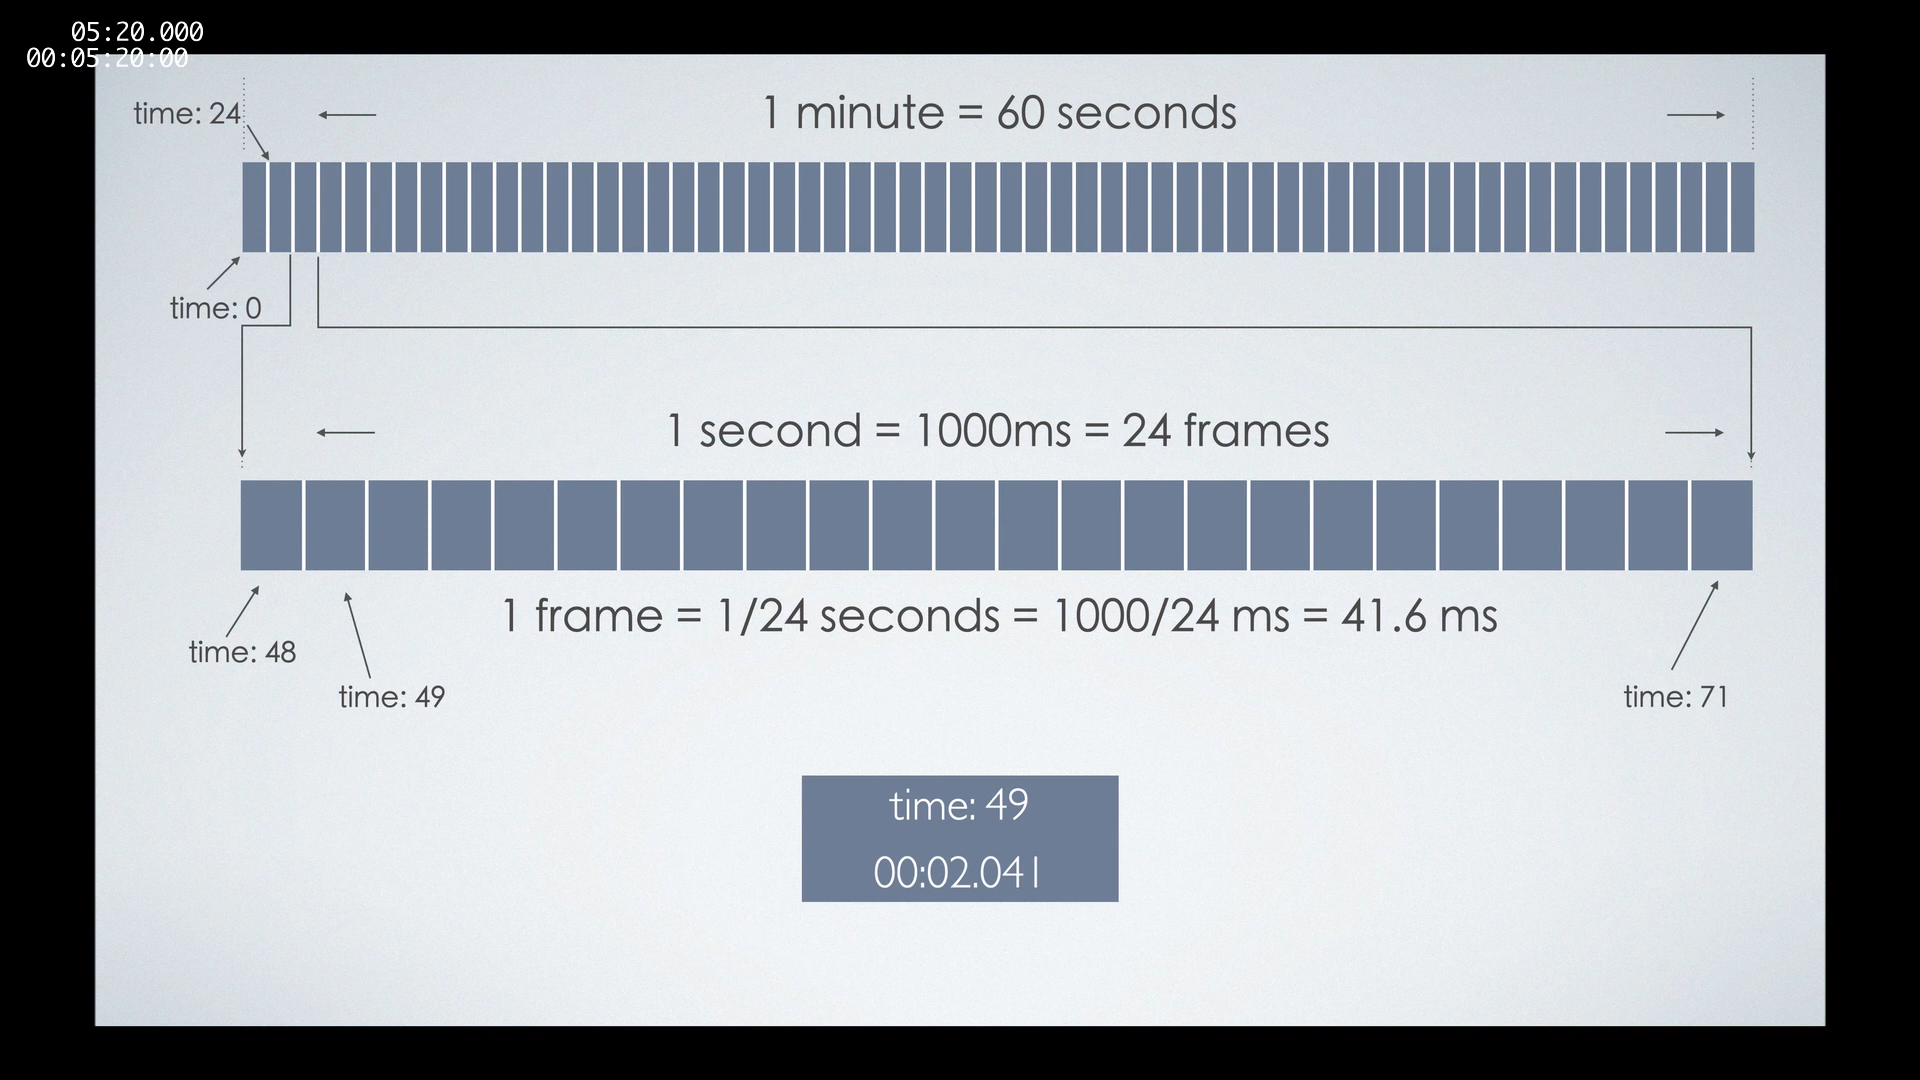 05:20.000
00:05:20:00
time: 24
1 minute = 60 seconds
time: 0
1 second = 1000ms = 24 frames
1 frame = 1/24 seconds = 1000/24 ms = 41.6 ms
time: 48
time: 49
time: 71
time: 49
00:02.041